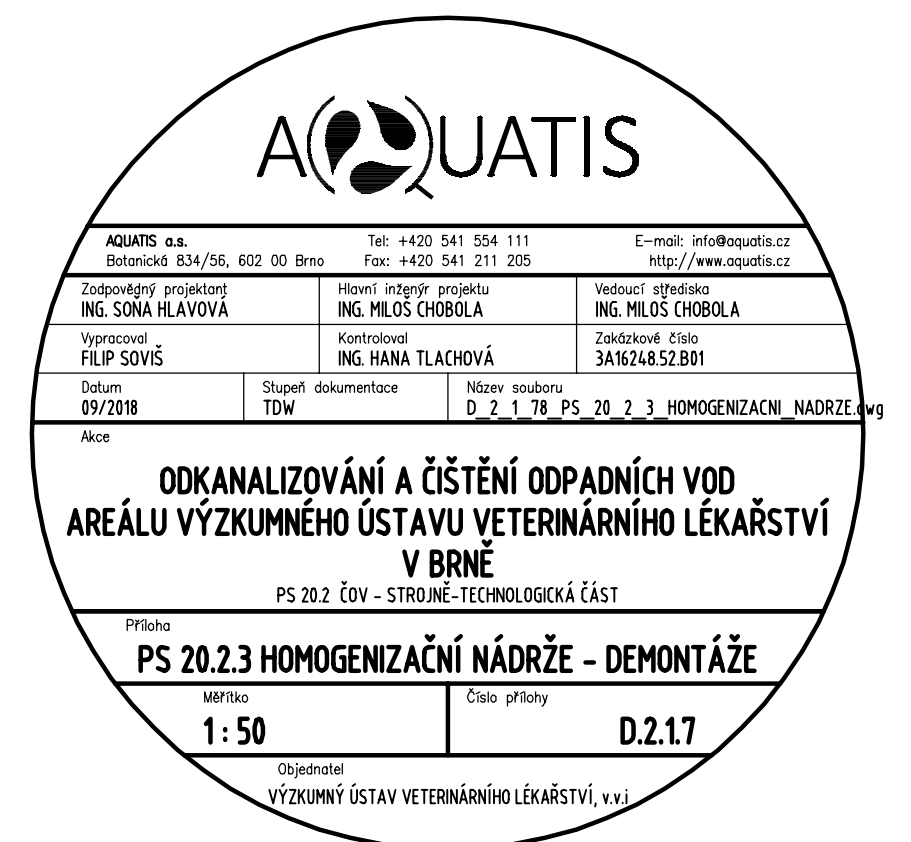 AQUATIS
AQUATIS a.s. Tel: +420 541 554 111 E-mail: info@aquatis.cz
Botanická 834/56, 602 00 Brno Fax: +420 541 211 205 http://www.aquatis.cz
Zodpovědný projektant Hlavní inženýr projektu Vedoucí střediska
ING. SOŇA HLAVOVÁ ING. MILOŠ CHOBOLA ING. MILOŠ CHOBOLA
Vypracoval Kontroloval Zakázkové číslo
FILIP SOVIŠ ING. HANA TLACHOVÁ 3A16248.52.B01
Datum Stupeň dokumentace Název souboru
09/2018 TDW D_2_1_78_PS_20_2_3_HOMOGENIZACNI_NADRZE.dwg
Akce
ODKANALIZOVÁNÍ A ČIŠTĚNÍ ODPADNÍCH VOD
AREÁLU VÝZKUMNÉHO ÚSTAVU VETERINÁRNÍHO LÉKAŘSTVÍ
V BRNĚ
PS 20.2 ČOV - STROJNĚ-TECHNOLOGICKÁ ČÁST
Příloha
PS 20.2.3 HOMOGENIZAČNÍ NÁDRŽE - DEMONTÁŽE
Měřítko Číslo přílohy
1 : 50 D.2.1.7
Objednatel
VÝZKUMNÝ ÚSTAV VETERINÁRNÍHO LÉKAŘSTVÍ, v.v.i